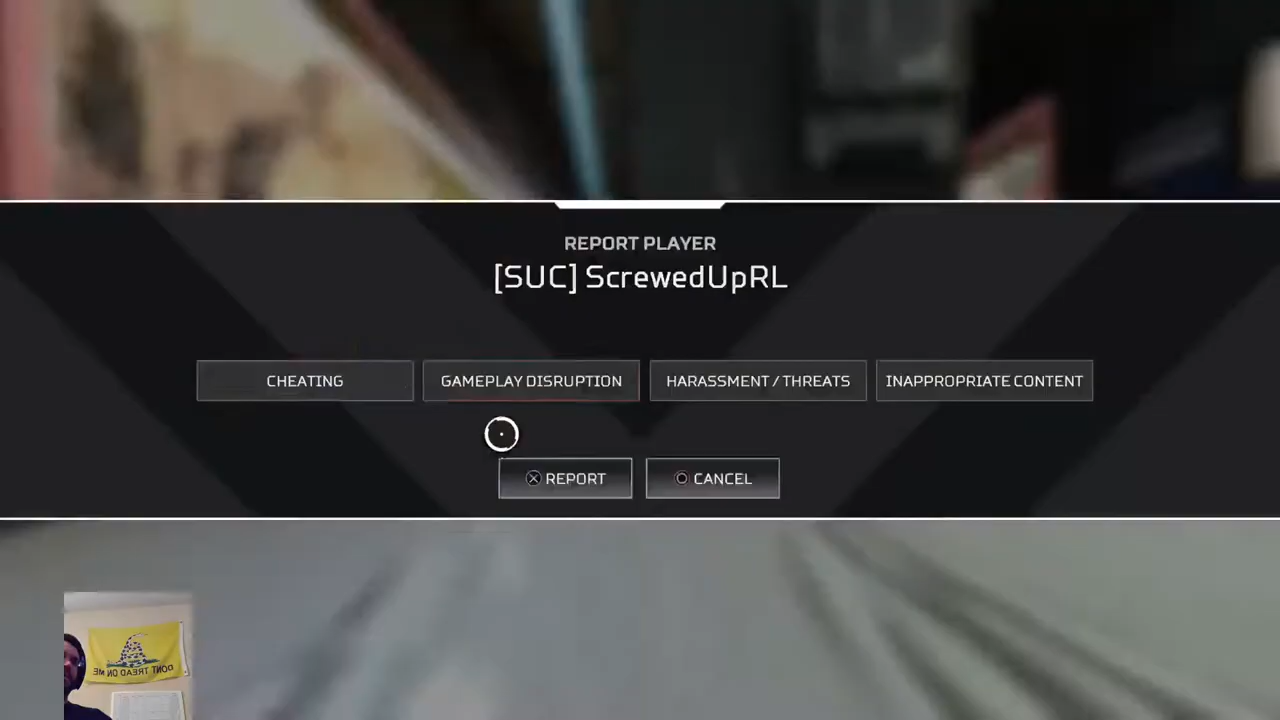 REPORT PLAYER
[SUC] ScrewedUpRL
CHEATING
GAMEPLAY DISRUPTION
HARASSMENT / THREATS
INAPPROPRIATE CONTENT
REPORT
CANCEL
DONT TREAD ON ME